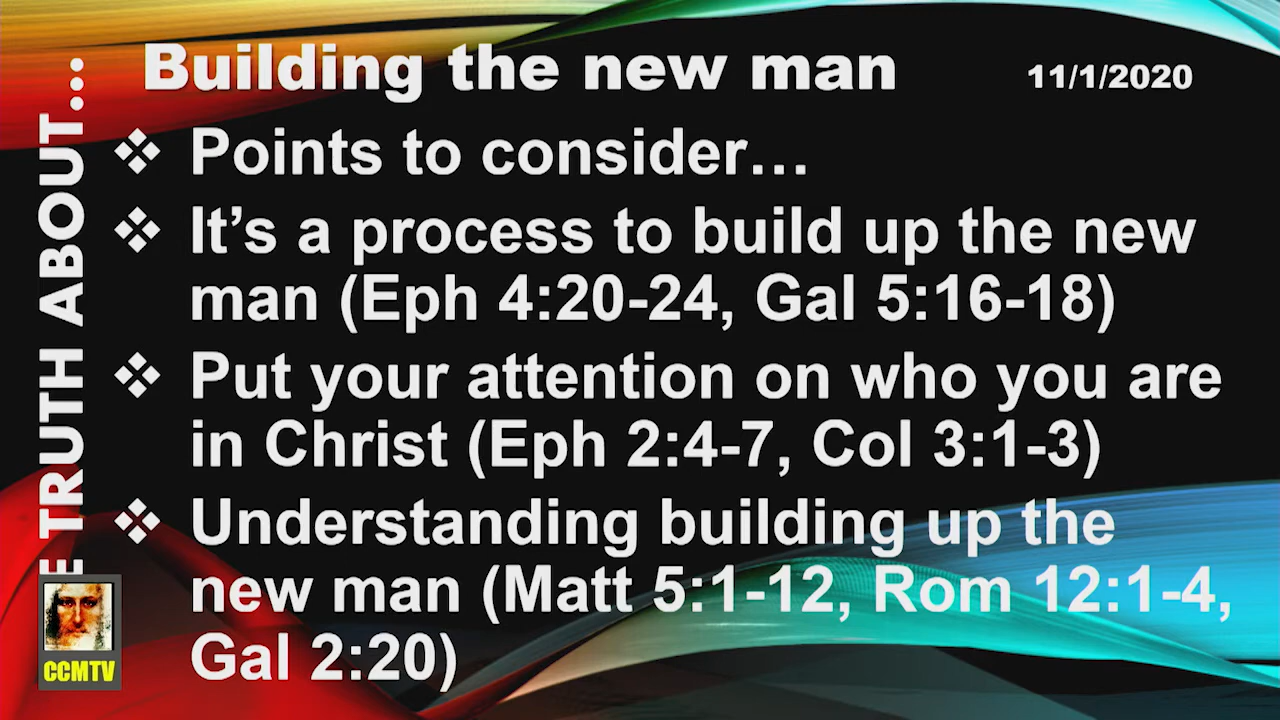 Building the new man
11/1/2020
❖ Points to consider…
❖ It’s a process to build up the new
man (Eph 4:20-24, Gal 5:16-18)
❖ Put your attention on who you are
in Christ (Eph 2:4-7, Col 3:1-3)
❖ Understanding building up the
new man (Matt 5:1-12, Rom 12:1-4,
Gal 2:20)
E TRUTH ABOUT…
CCMTV